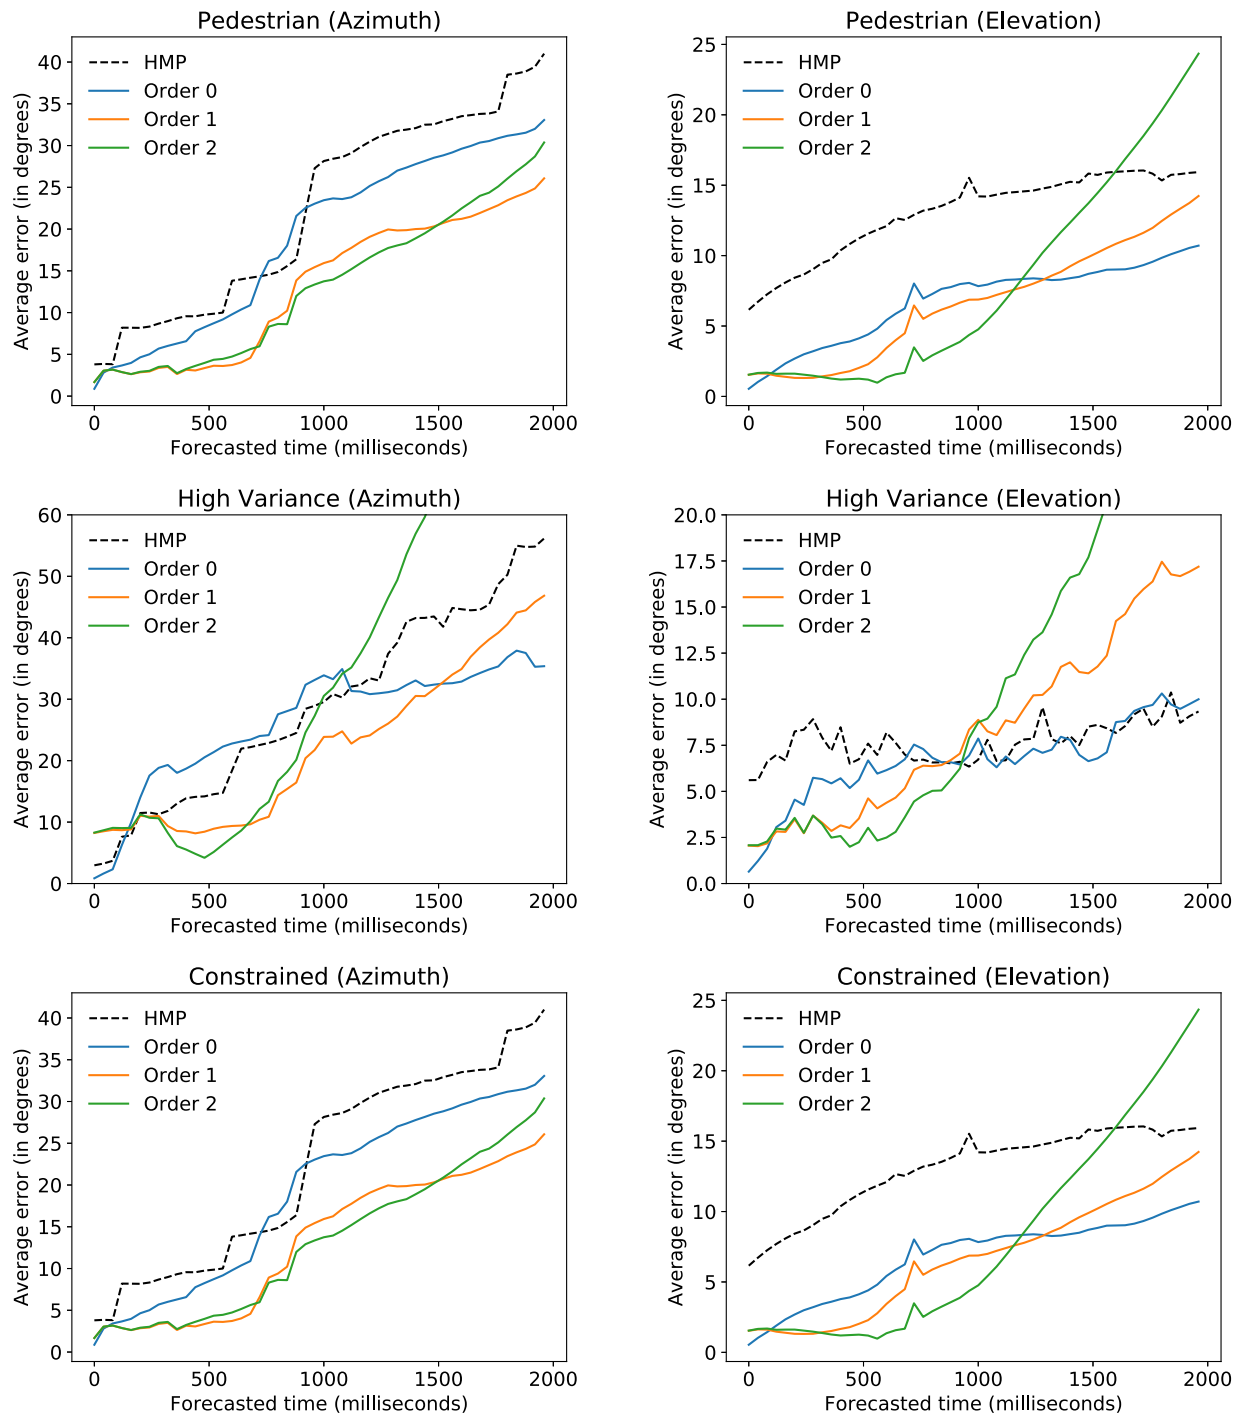 Pedestrian (Azimuth)
Average error (in degrees)
40
35
30
25
20
15
10
5
0
HMP
Order 0
Order 1
Order 2
0 500 1000 1500 2000
Forecasted time (milliseconds)
Pedestrian (Elevation)
Average error (in degrees)
25
20
15
10
5
0
HMP
Order 0
Order 1
Order 2
0 500 1000 1500 2000
Forecasted time (milliseconds)
High Variance (Azimuth)
Average error (in degrees)
60
50
40
30
20
10
0
HMP
Order 0
Order 1
Order 2
0 500 1000 1500 2000
Forecasted time (milliseconds)
High Variance (Elevation)
Average error (in degrees)
20.0
17.5
15.0
12.5
10.0
7.5
5.0
2.5
0.0
HMP
Order 0
Order 1
Order 2
0 500 1000 1500 2000
Forecasted time (milliseconds)
Constrained (Azimuth)
Average error (in degrees)
40
35
30
25
20
15
10
5
0
HMP
Order 0
Order 1
Order 2
0 500 1000 1500 2000
Forecasted time (milliseconds)
Constrained (Elevation)
Average error (in degrees)
25
20
15
10
5
0
HMP
Order 0
Order 1
Order 2
0 500 1000 1500 2000
Forecasted time (milliseconds)